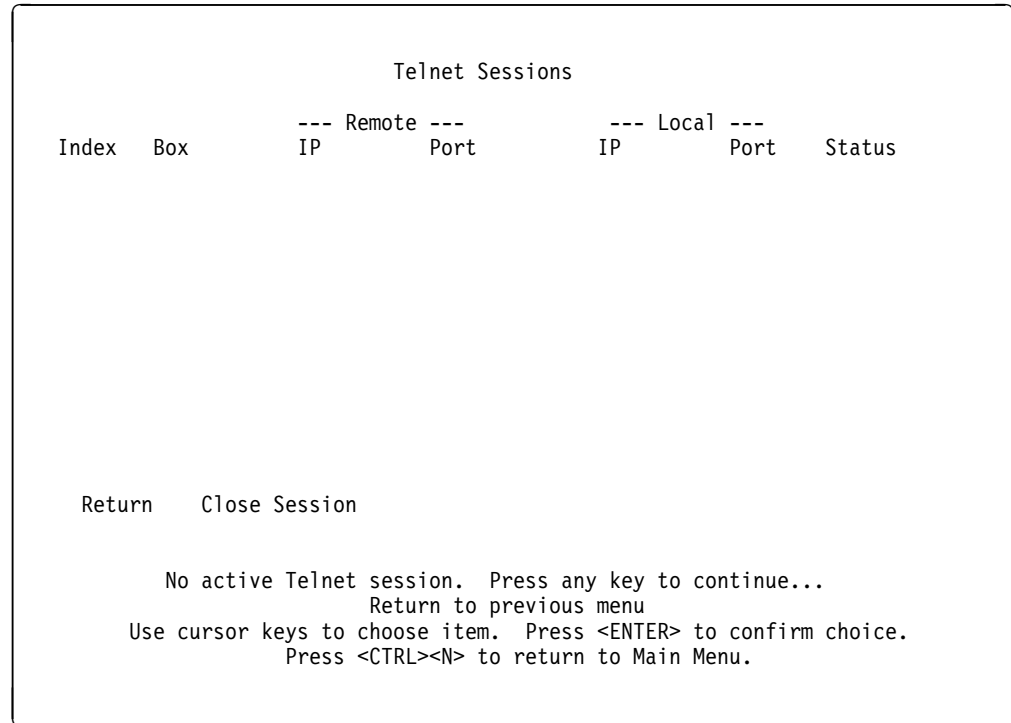 Telnet Sessions
--- Remote --- --- Local ---
Index Box IP Port IP Port Status
Return Close Session
No active Telnet session. Press any key to continue...
Return to previous menu
Use cursor keys to choose item. Press <ENTER> to confirm choice.
Press <CTRL><N> to return to Main Menu.